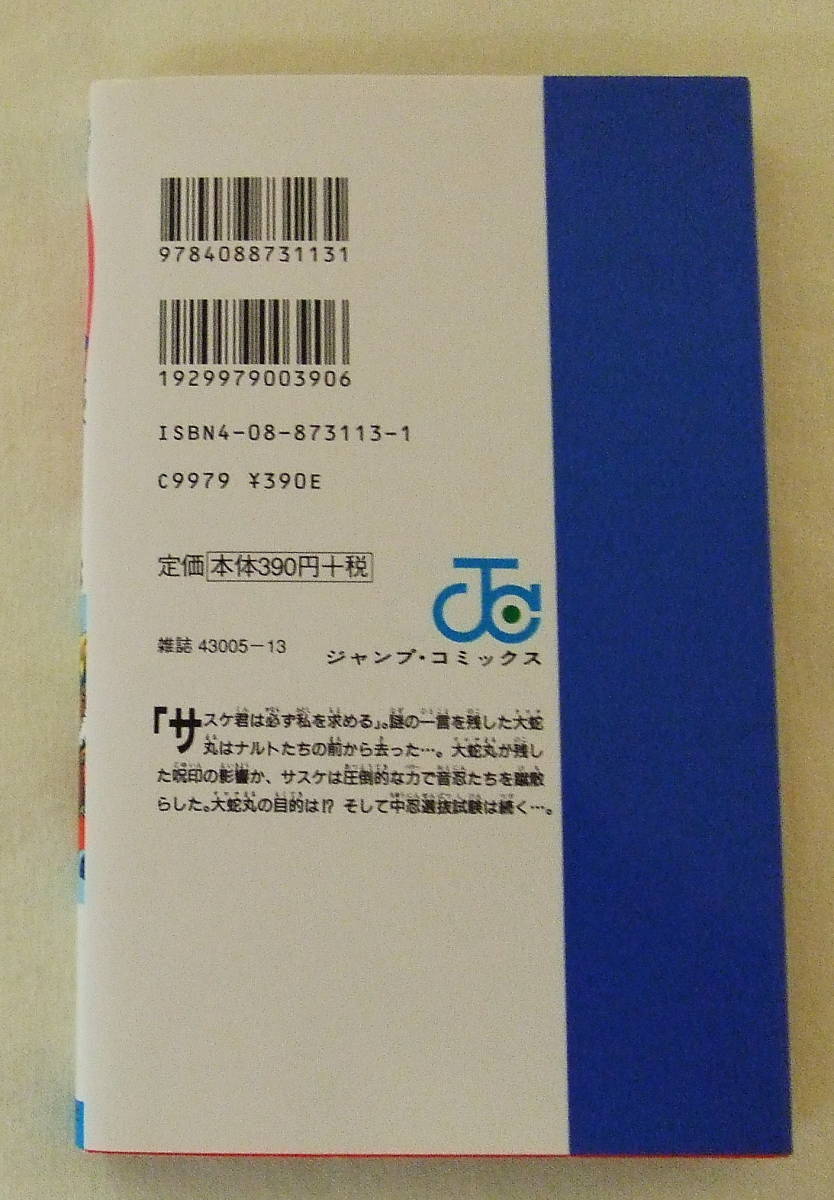 9784088731131
1929979003906
ISBN4-08-873113-1
C9979 ¥390E
定価 本体390円+税
雑誌 43005-13
JC
ジャンプ・コミックス
「サスケ君は必ず私を求める」。謎の一言を残した大蛇
丸はナルトたちの前から去った…。大蛇丸が残し
た呪印の影響か、サスケは圧倒的な力で音忍たちを蹴散
らした。大蛇丸の目的は!? そして中忍選抜試験は続く…。